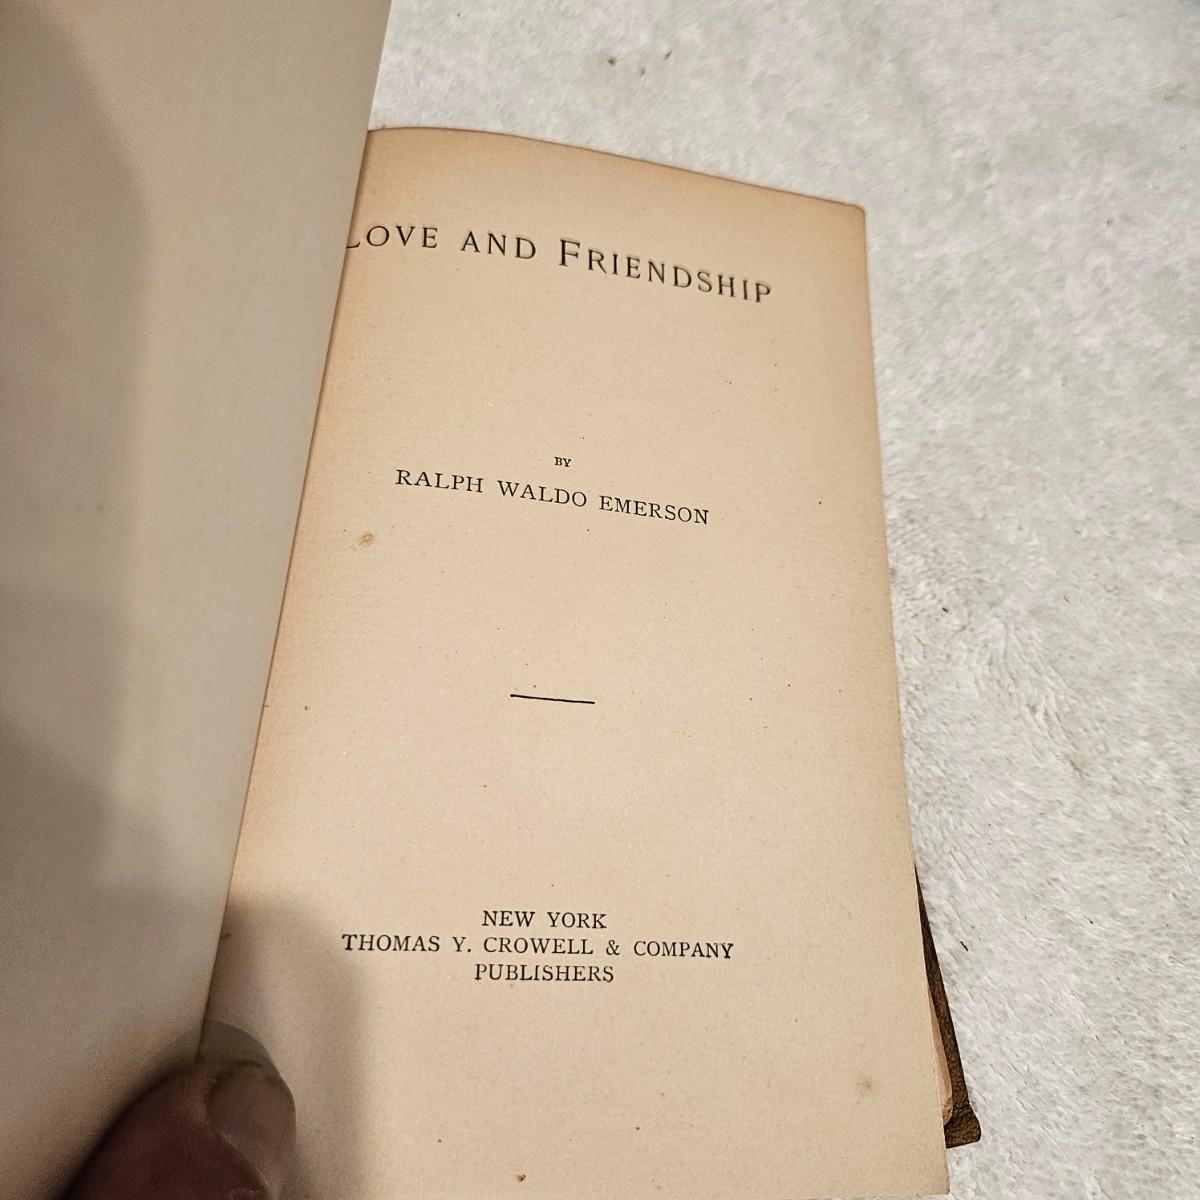 LOVE AND FRIENDSHIP
BY
RALPH WALDO EMERSON
NEW YORK
THOMAS Y. CROWELL & COMPANY
PUBLISHERS